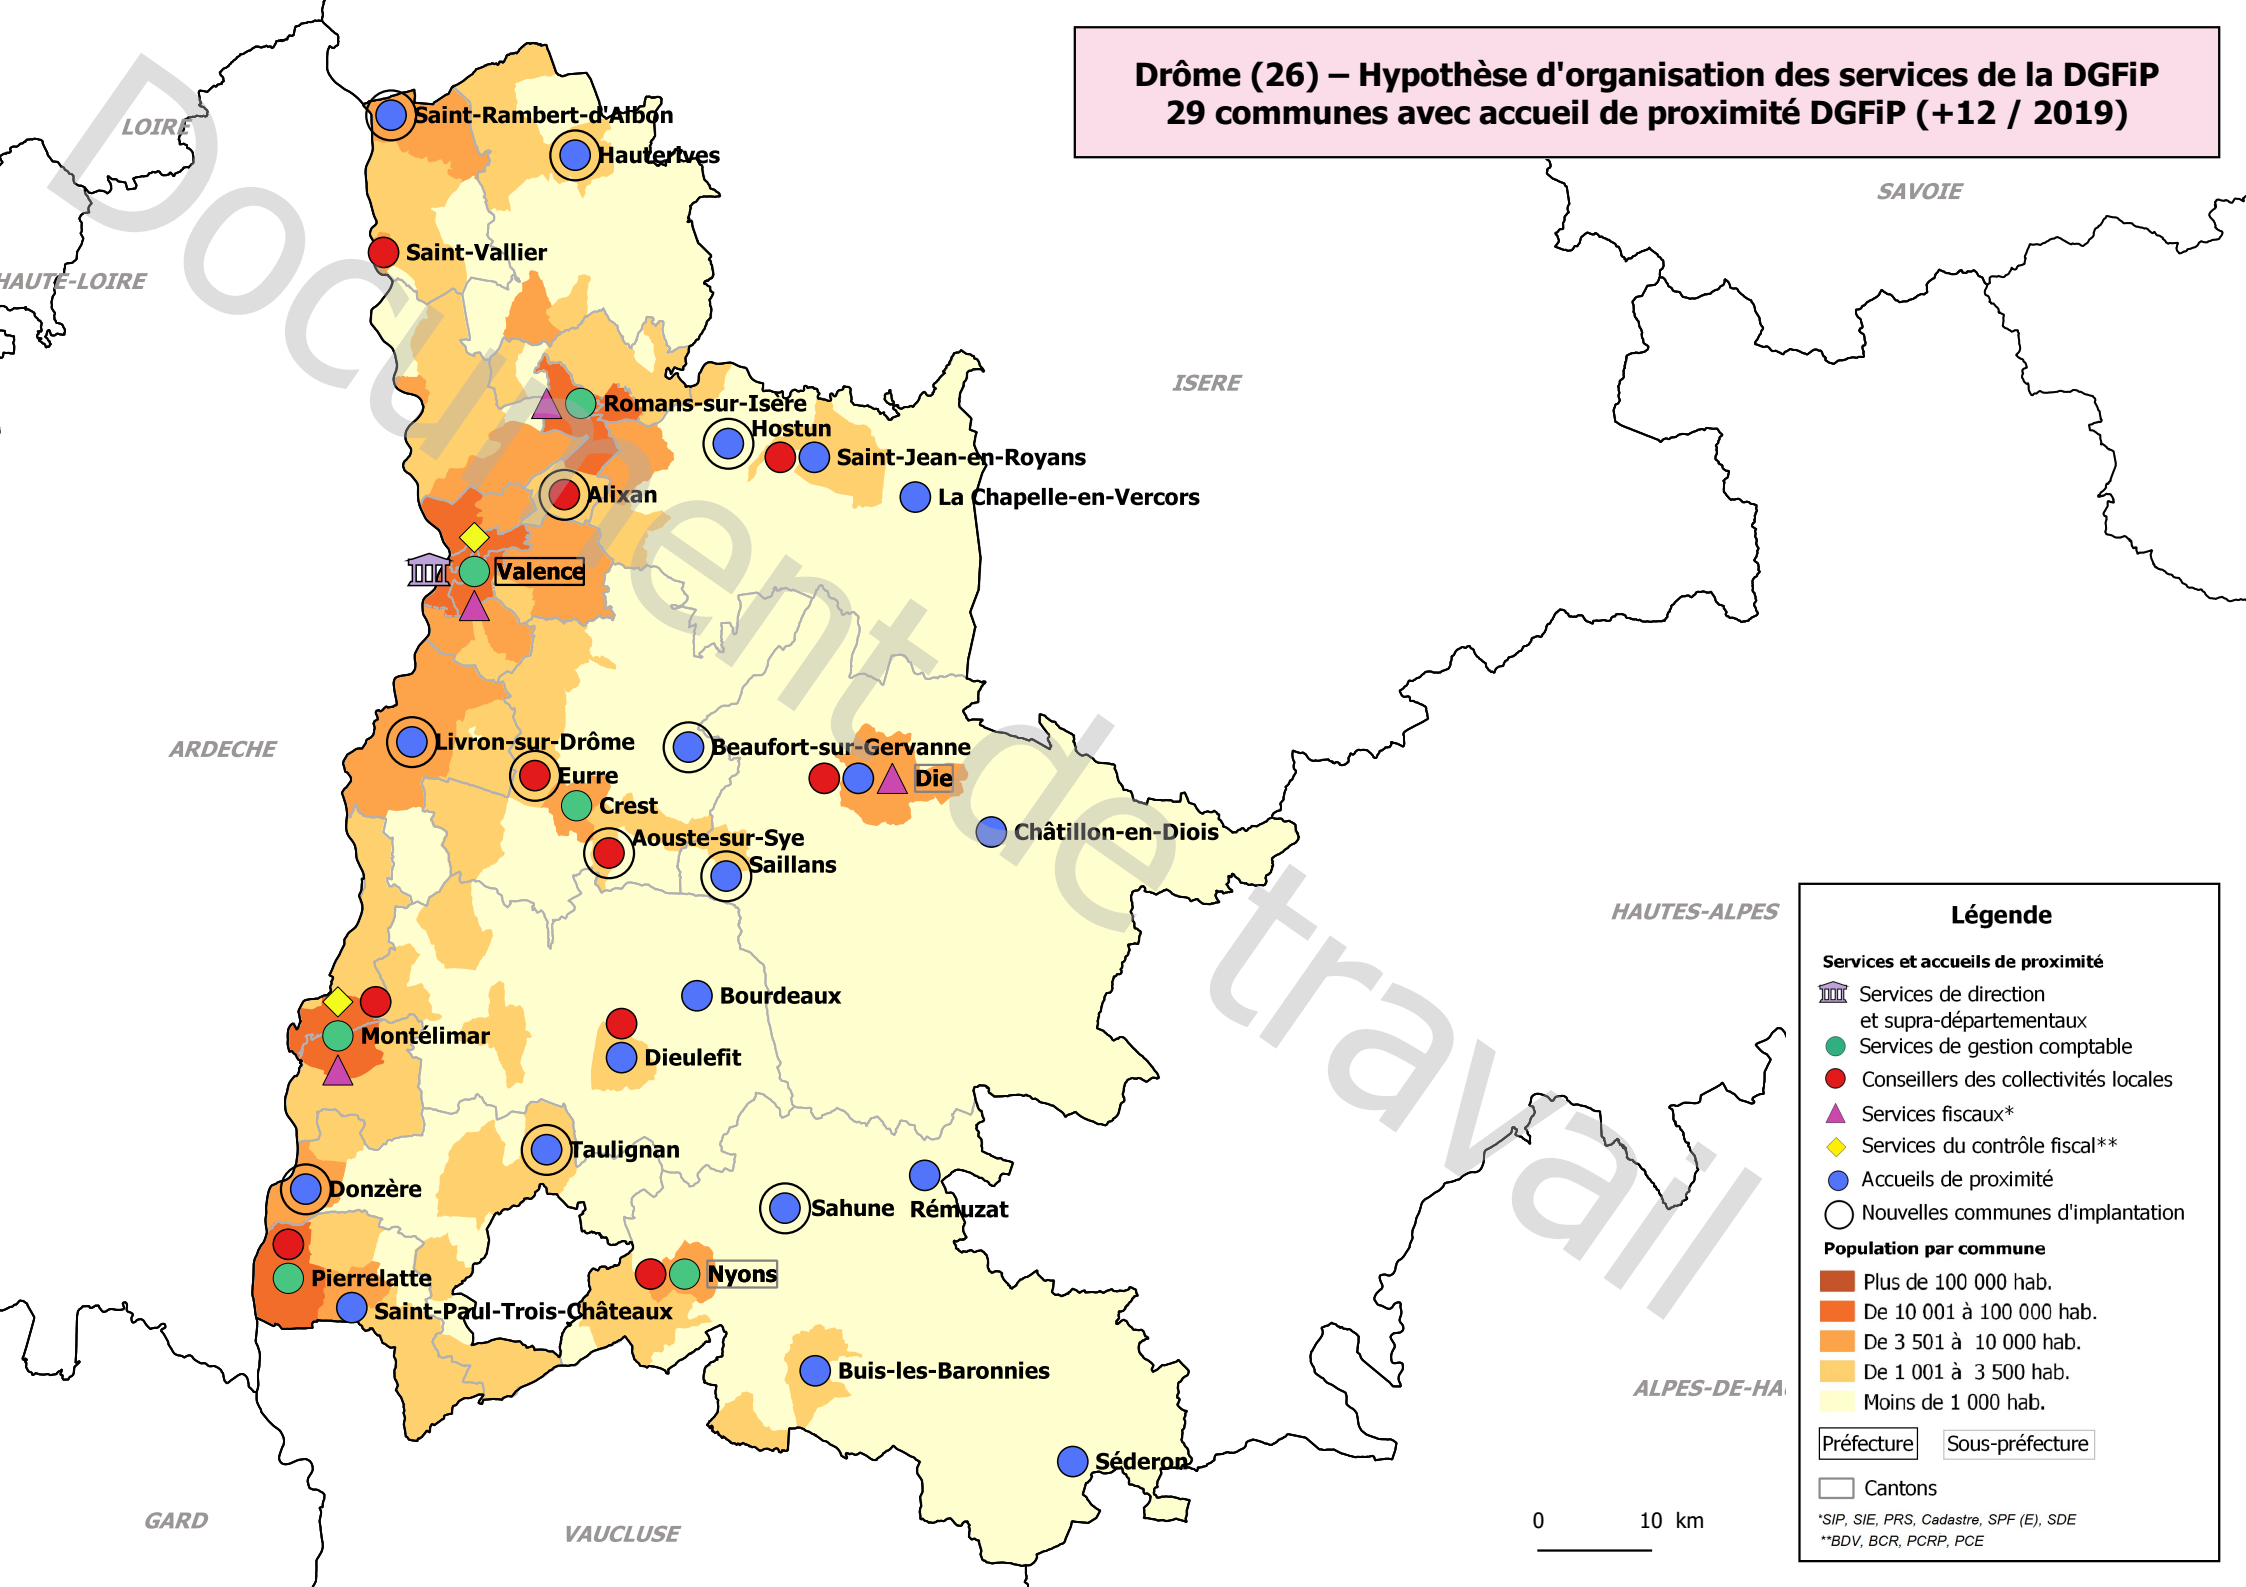 Drôme (26) – Hypothèse d'organisation des services de la DGFiP
29 communes avec accueil de proximité DGFiP (+12 / 2019)
Document de travail
LOIRE
HAUTE-LOIRE
ARDECHE
GARD
VAUCLUSE
ISERE
SAVOIE
HAUTES-ALPES
ALPES-DE-HA
Saint-Rambert-d'Albon
Hauterives
Saint-Vallier
Romans-sur-Isère
Hostun
Saint-Jean-en-Royans
Alixan
La Chapelle-en-Vercors
Valence
Livron-sur-Drôme
Beaufort-sur-Gervanne
Eurre
Die
Crest
Aouste-sur-Sye
Châtillon-en-Diois
Saillans
Bourdeaux
Montélimar
Dieulefit
Taulignan
Donzère
Sahune
Rémuzat
Pierrelatte
Nyons
Saint-Paul-Trois-Châteaux
Buis-les-Baronnies
Séderon
0 10 km
Légende
Services et accueils de proximité
Services de direction
et supra-départementaux
Services de gestion comptable
Conseillers des collectivités locales
Services fiscaux*
Services du contrôle fiscal**
Accueils de proximité
Nouvelles communes d'implantation
Population par commune
Plus de 100 000 hab.
De 10 001 à 100 000 hab.
De 3 501 à 10 000 hab.
De 1 001 à 3 500 hab.
Moins de 1 000 hab.
Préfecture Sous-préfecture
Cantons
*SIP, SIE, PRS, Cadastre, SPF (E), SDE
**BDV, BCR, PCRP, PCE